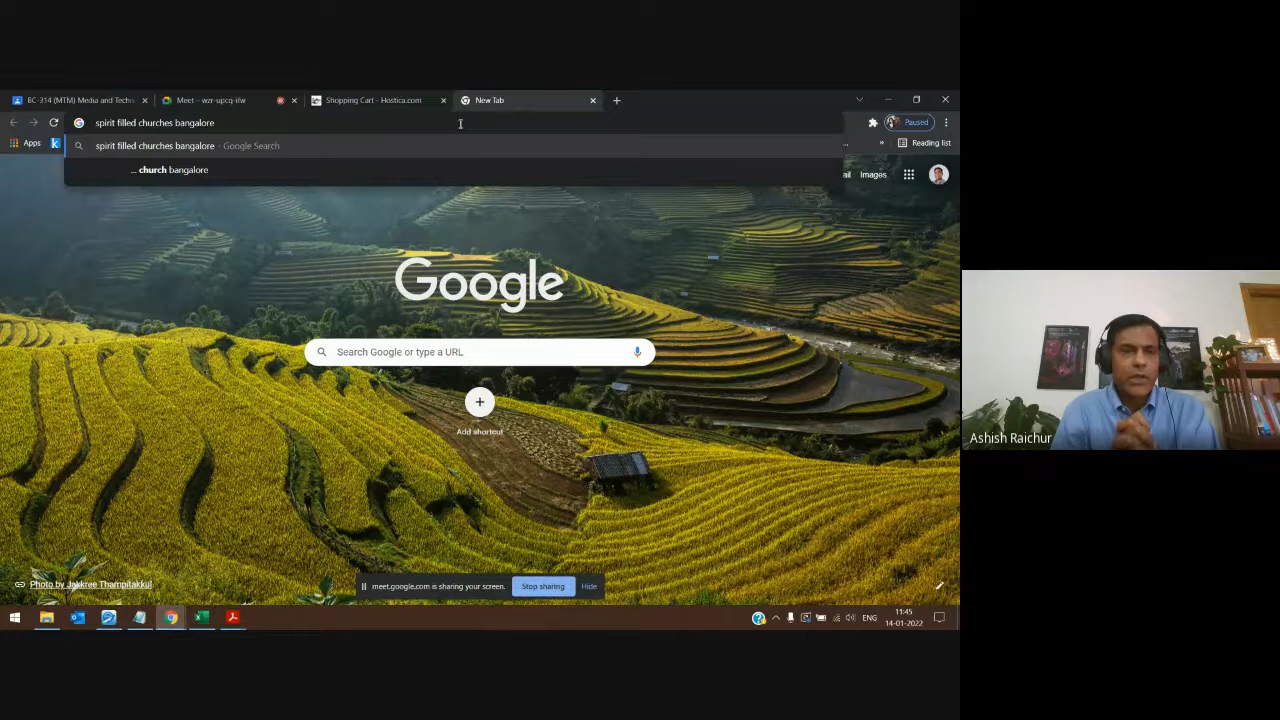 BC-314 (MTM) Media and Techn
Meet - wzr-upcq-ifw
Shopping Cart - Hostica.com
New Tab
spirit filled churches bangalore
Paused
spirit filled churches bangalore - Google Search
Apps
Reading list
... church bangalore
ail
Images
Google
Search Google or type a URL
Add shortcut
Ashish Raichur
Photo by Jakkree Thampitakkul
meet.google.com is sharing your screen.
Stop sharing
Hide
ENG
11:45
14-01-2022